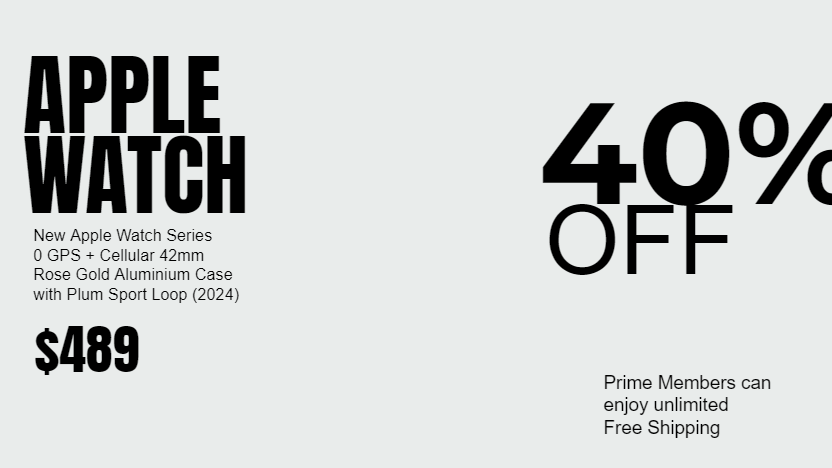 APPLE
WATCH
New Apple Watch Series
0 GPS + Cellular 42mm
Rose Gold Aluminium Case
with Plum Sport Loop (2024)
$489
40%
OFF
Prime Members can
enjoy unlimited
Free Shipping